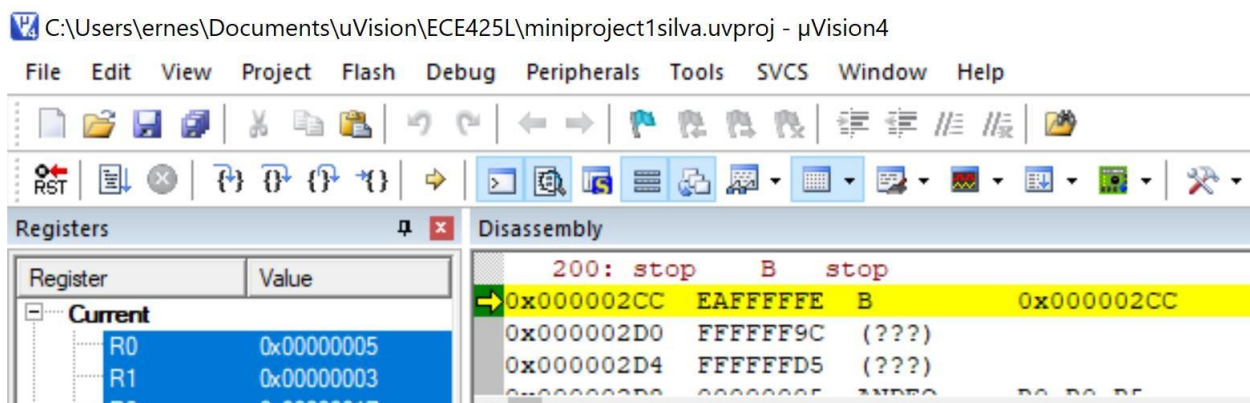 C:\Users\ernes\Documents\uVision\ECE425L\miniproject1silva.uvproj - µVision4
File Edit View Project Flash Debug Peripherals Tools SVCS Window Help
RST
Registers
Disassembly
Register Value
Current
R0 0x00000005
R1 0x00000003
200: stop B stop
0x000002CC EAFFFFFE B 0x000002CC
0x000002D0 FFFFFF9C (???)
0x000002D4 FFFFFFD5 (???)